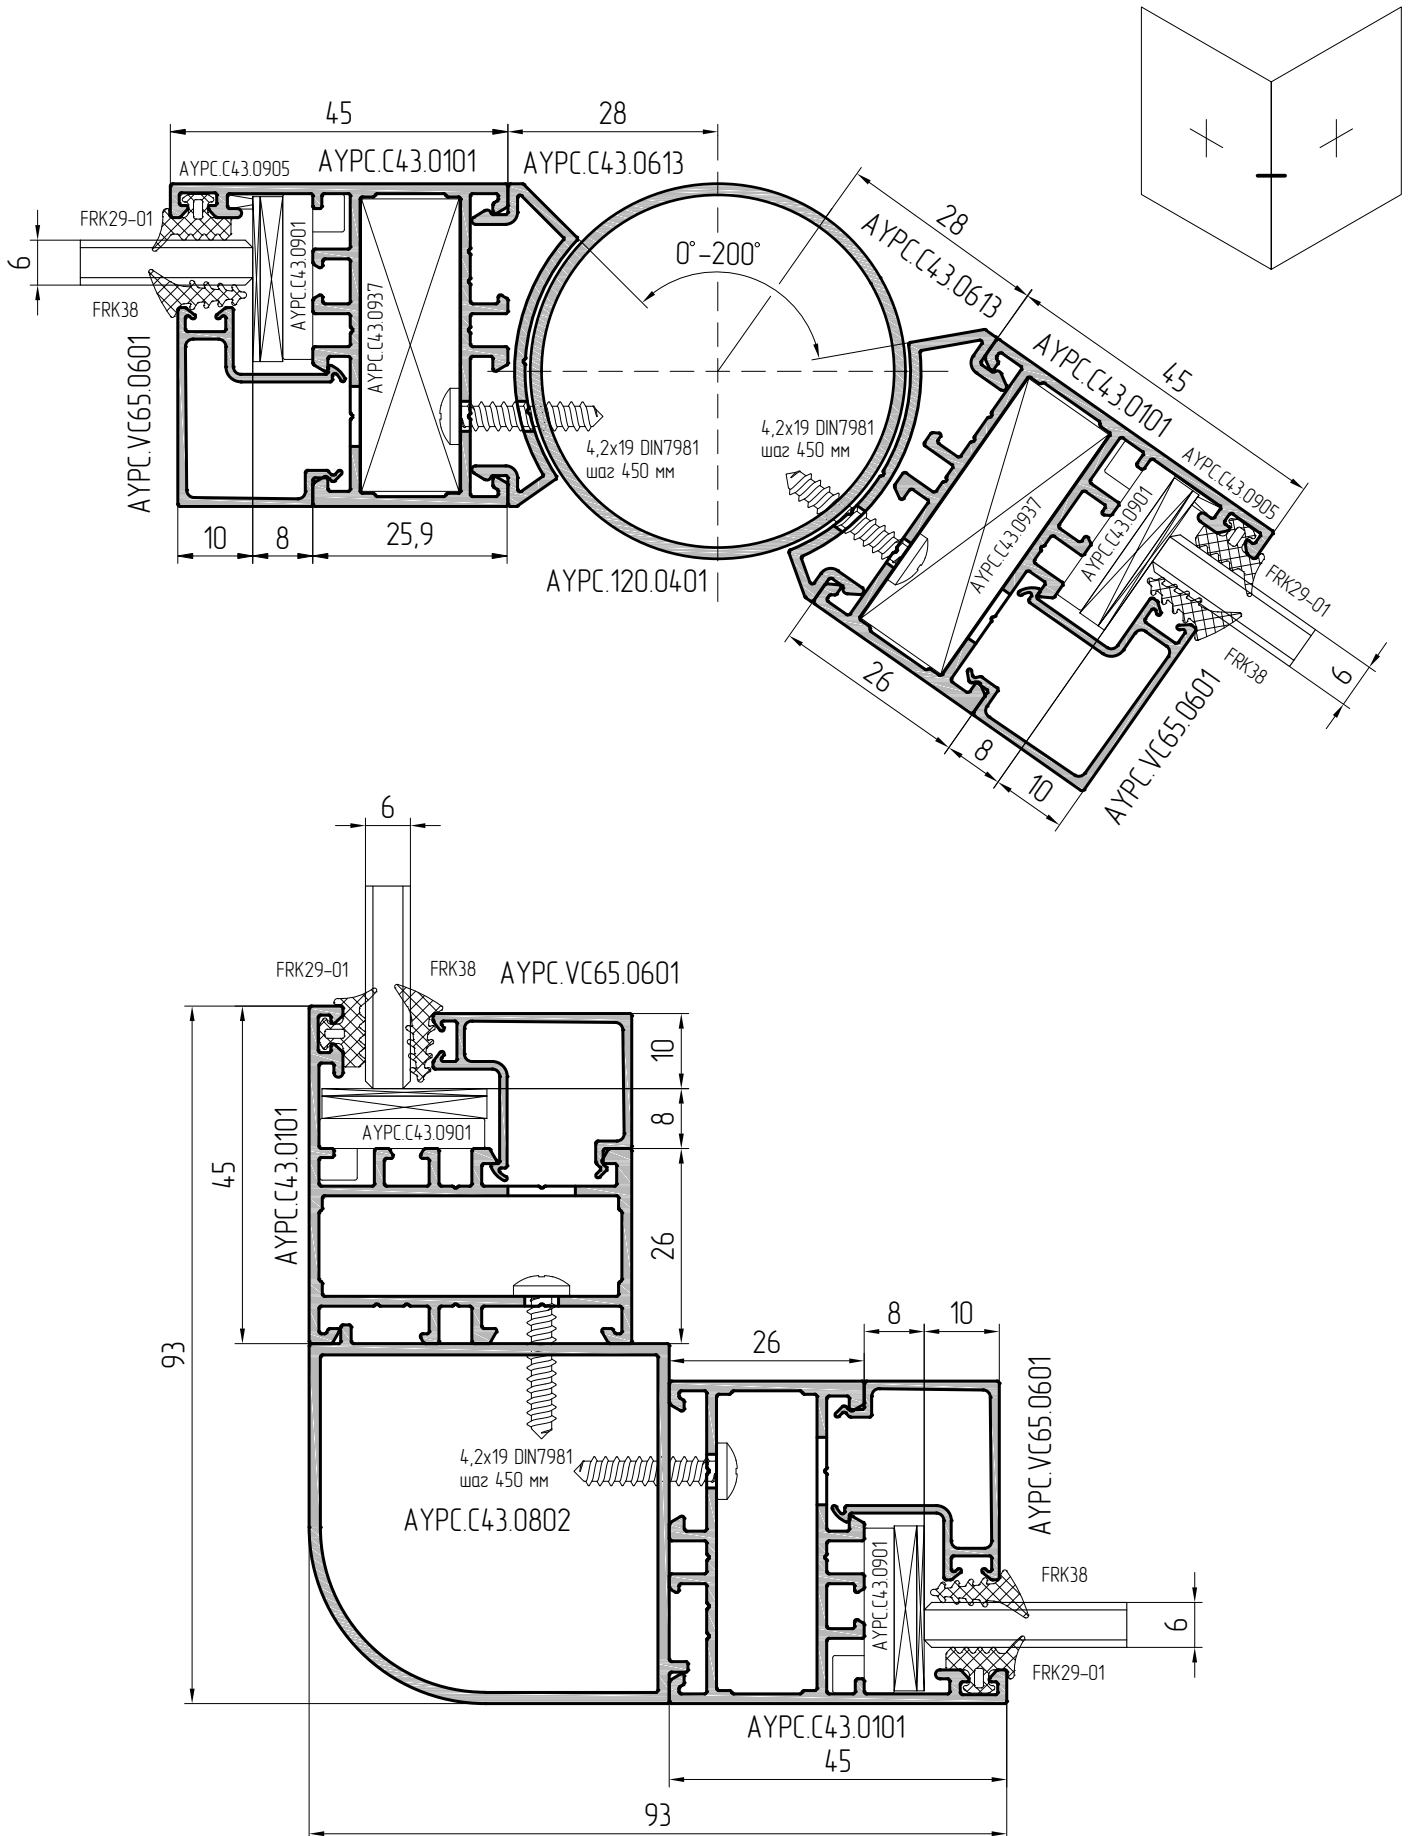 45
28
AYPC.C43.0905
AYPC.C43.0101
AYPC.C43.0613
FRK29-01
6
FRK38
AYPC.VC65.0601
AYPC.C43.0901
AYPC.C43.0937
0°-200°
4,2x19 DIN7981
шаг 450 мм
10
8
25,9
AYPC.120.0401
28
AYPC.C43.0613
45
AYPC.C43.0101
4,2x19 DIN7981
шаг 450 мм
AYPC.C43.0905
AYPC.C43.0901
AYPC.C43.0937
FRK29-01
FRK38
6
AYPC.VC65.0601
26
8
10
6
FRK29-01
FRK38
AYPC.VC65.0601
10
8
26
AYPC.C43.0901
AYPC.C43.0101
45
93
4,2x19 DIN7981
шаг 450 мм
AYPC.C43.0802
26
8
10
AYPC.VC65.0601
AYPC.C43.0901
FRK38
6
FRK29-01
AYPC.C43.0101
45
93